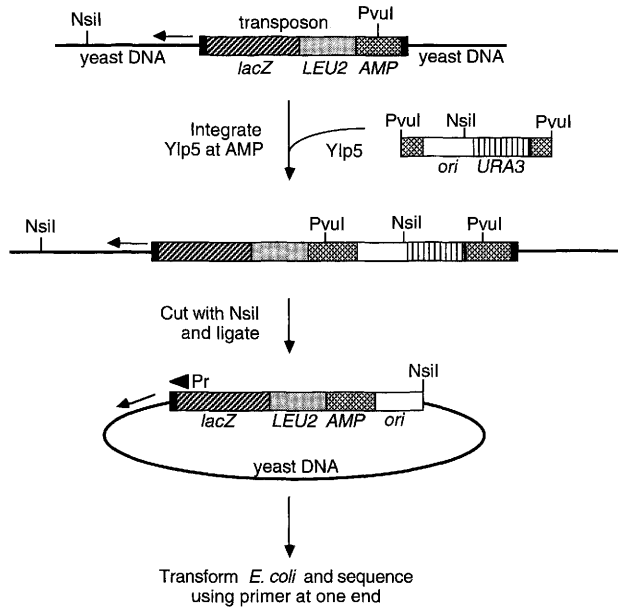 NsiI
transposon
PvuI
yeast DNA
yeast DNA
lacZ LEU2 AMP
Integrate
YIp5 at AMP
YIp5
PvuI
NsiI
PvuI
ori URA3
NsiI
PvuI
NsiI
PvuI
Cut with NsiI
and ligate
Pr
NsiI
lacZ LEU2 AMP ori
yeast DNA
Transform E. coli and sequence
using primer at one end